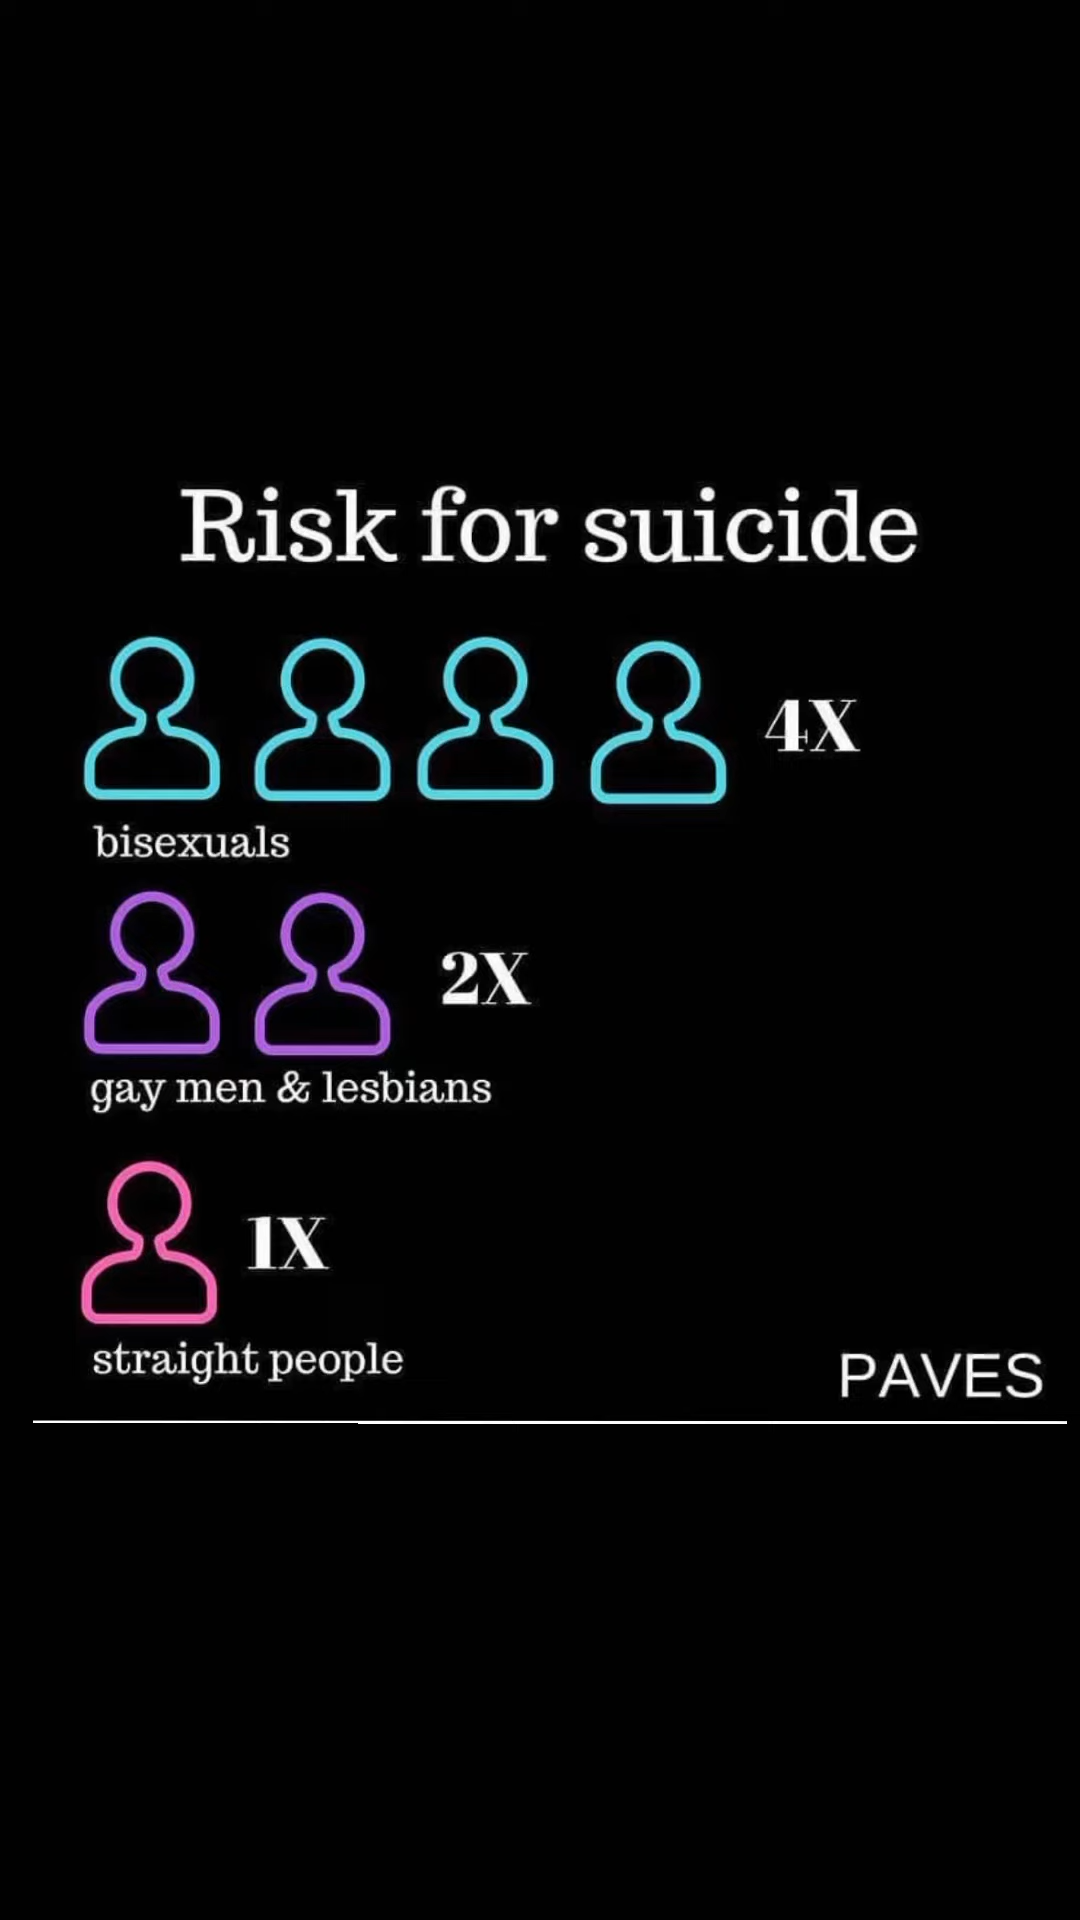 Risk for suicide
4X
bisexuals
2X
gay men & lesbians
1X
straight people
PAVES